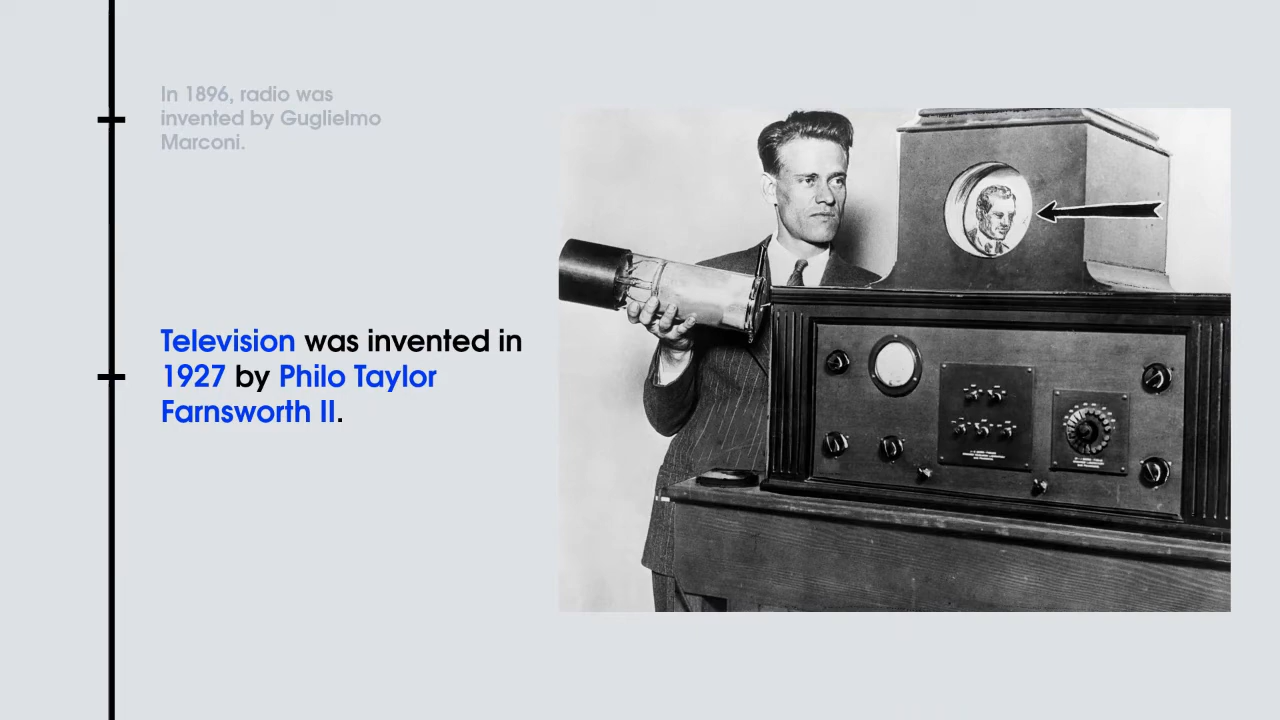 In 1896, radio was
invented by Guglielmo
Marconi.
Television was invented in
1927 by Philo Taylor
Farnsworth II.